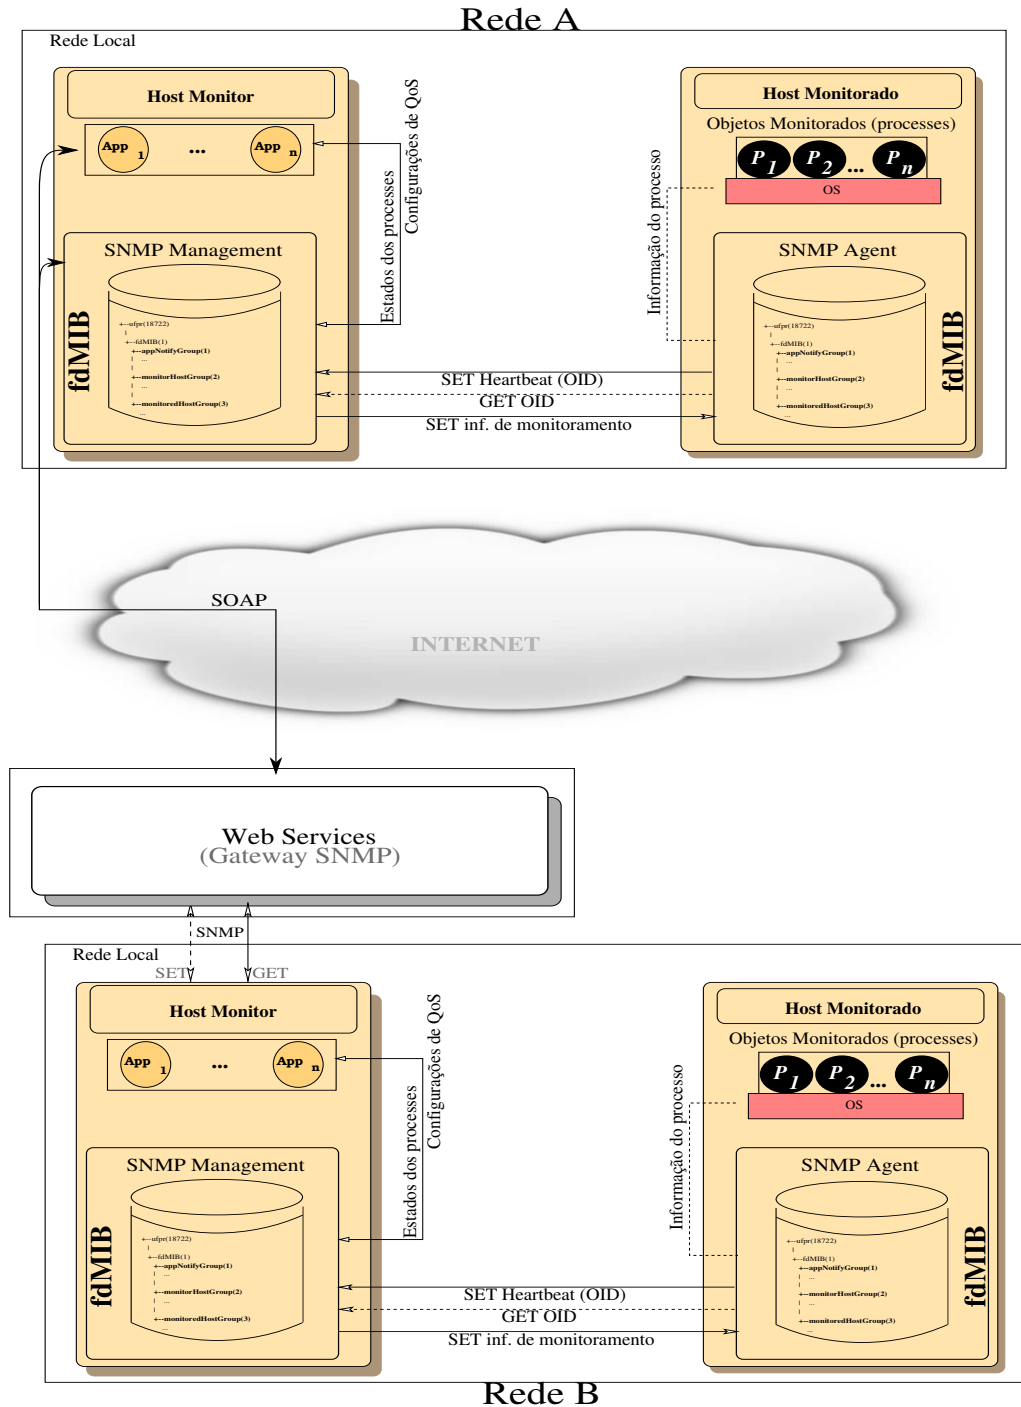 Rede A
Rede Local
Host Monitor
App 1 ... App n
Configurações de QoS
Estados dos processes
SNMP Management
fdMIB
+--ufpr(18722)
|
+--fdMIB(1)
+--appNotifyGroup(1)
...
+--monitorHostGroup(2)
...
+--monitoredHostGroup(3)
...
Host Monitorado
Objetos Monitorados (processes)
P1 P2 ... Pn
OS
Informação do processo
SNMP Agent
fdMIB
+--ufpr(18722)
|
+--fdMIB(1)
+--appNotifyGroup(1)
...
+--monitorHostGroup(2)
...
+--monitoredHostGroup(3)
...
SET Heartbeat (OID)
GET OID
SET inf. de monitoramento
SOAP
INTERNET
Web Services
(Gateway SNMP)
SNMP
SET
GET
Rede Local
Host Monitor
App 1 ... App n
Configurações de QoS
Estados dos processes
SNMP Management
fdMIB
+--ufpr(18722)
|
+--fdMIB(1)
+--appNotifyGroup(1)
...
+--monitorHostGroup(2)
...
+--monitoredHostGroup(3)
...
Host Monitorado
Objetos Monitorados (processes)
P1 P2 ... Pn
OS
Informação do processo
SNMP Agent
fdMIB
+--ufpr(18722)
|
+--fdMIB(1)
+--appNotifyGroup(1)
...
+--monitorHostGroup(2)
...
+--monitoredHostGroup(3)
...
SET Heartbeat (OID)
GET OID
SET inf. de monitoramento
Rede B